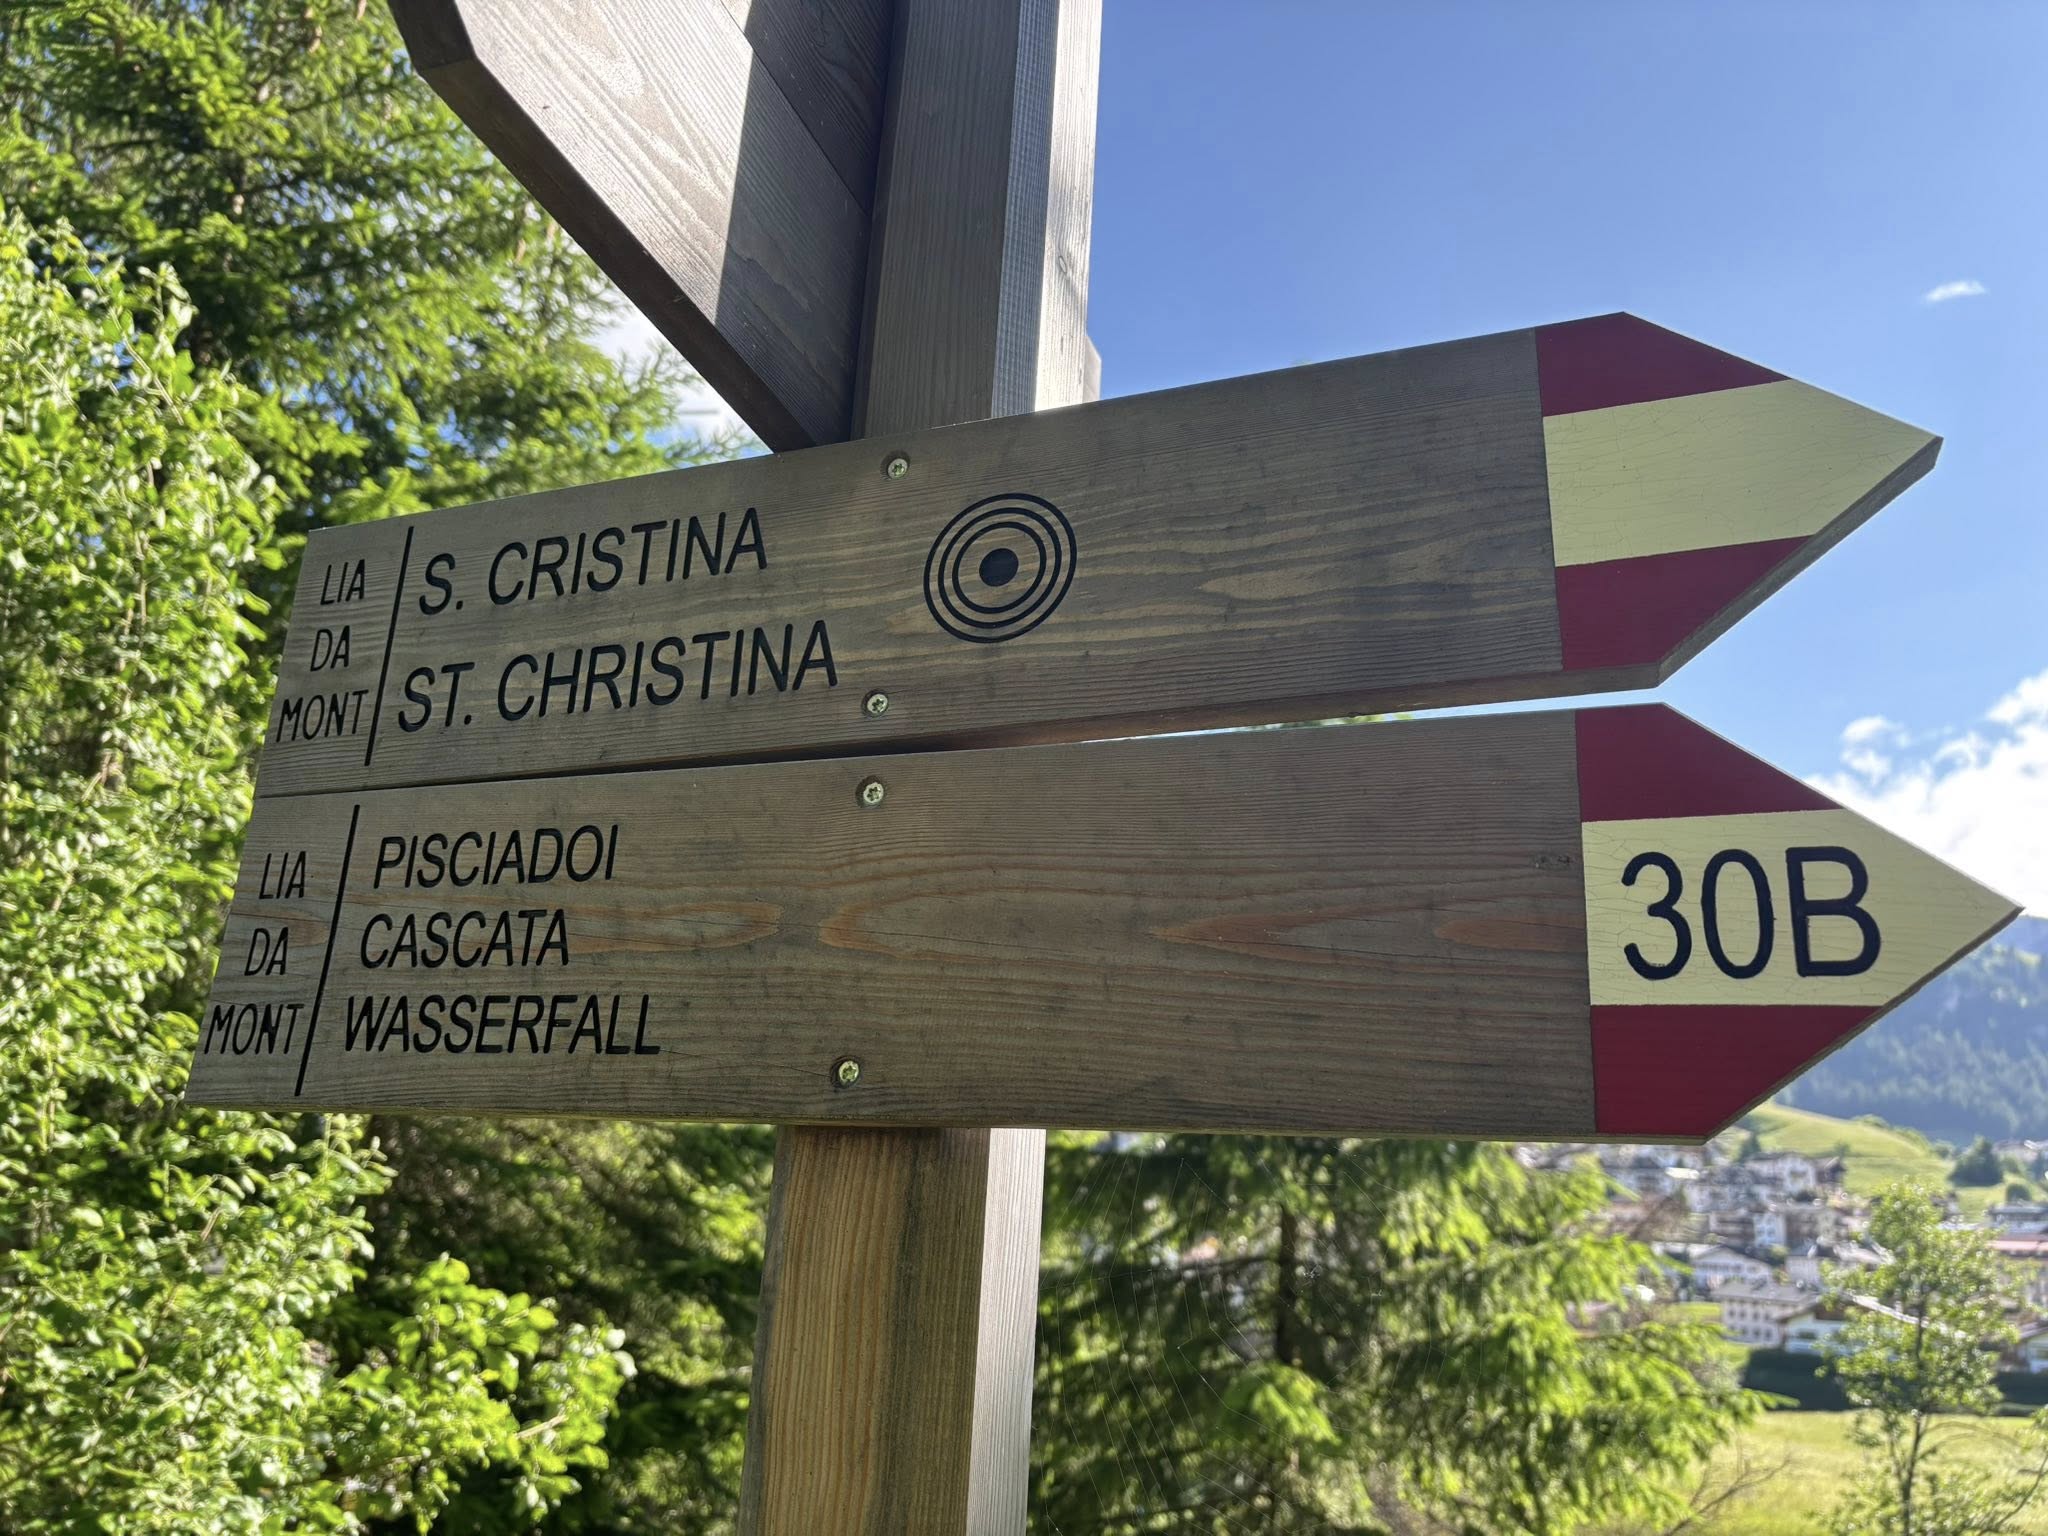 LIA
DA
MONT
S. CRISTINA
ST. CHRISTINA
LIA
DA
MONT
PISCIADOI
CASCATA
WASSERFALL
30B